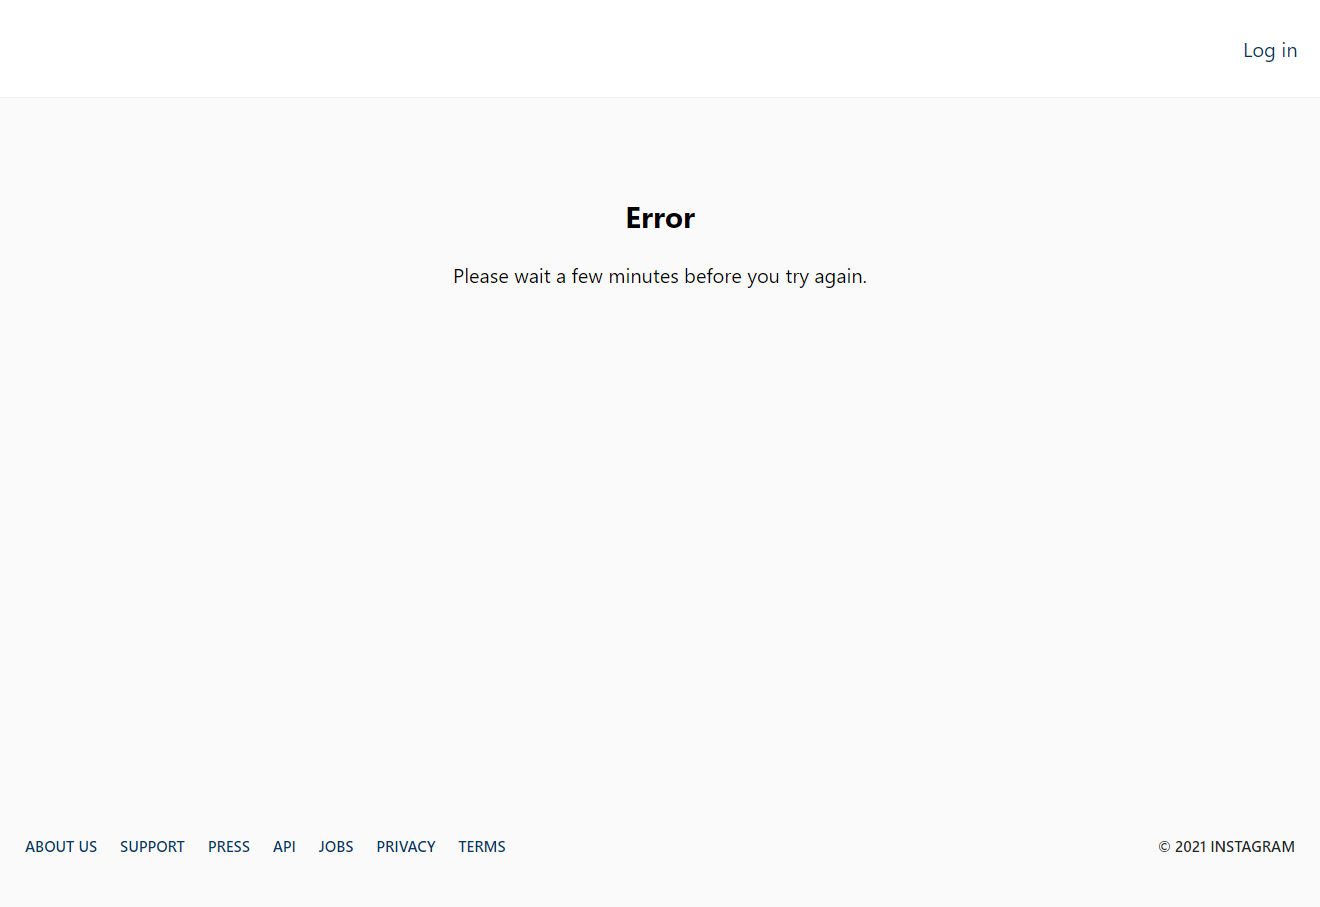 Log in
Error
Please wait a few minutes before you try again.
ABOUT US SUPPORT PRESS API JOBS PRIVACY TERMS © 2021 INSTAGRAM